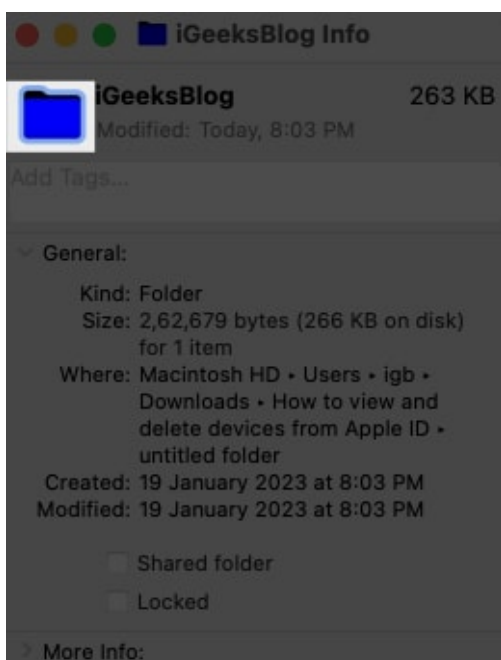 iGeeksBlog Info
iGeeksBlog 263 KB
Modified: Today, 8:03 PM
Add Tags...
General:
Kind: Folder
Size: 2,62,679 bytes (266 KB on disk)
for 1 item
Where: Macintosh HD ‣ Users ‣ igb ‣
Downloads ‣ How to view and
delete devices from Apple ID ‣
untitled folder
Created: 19 January 2023 at 8:03 PM
Modified: 19 January 2023 at 8:03 PM
Shared folder
Locked
More Info: